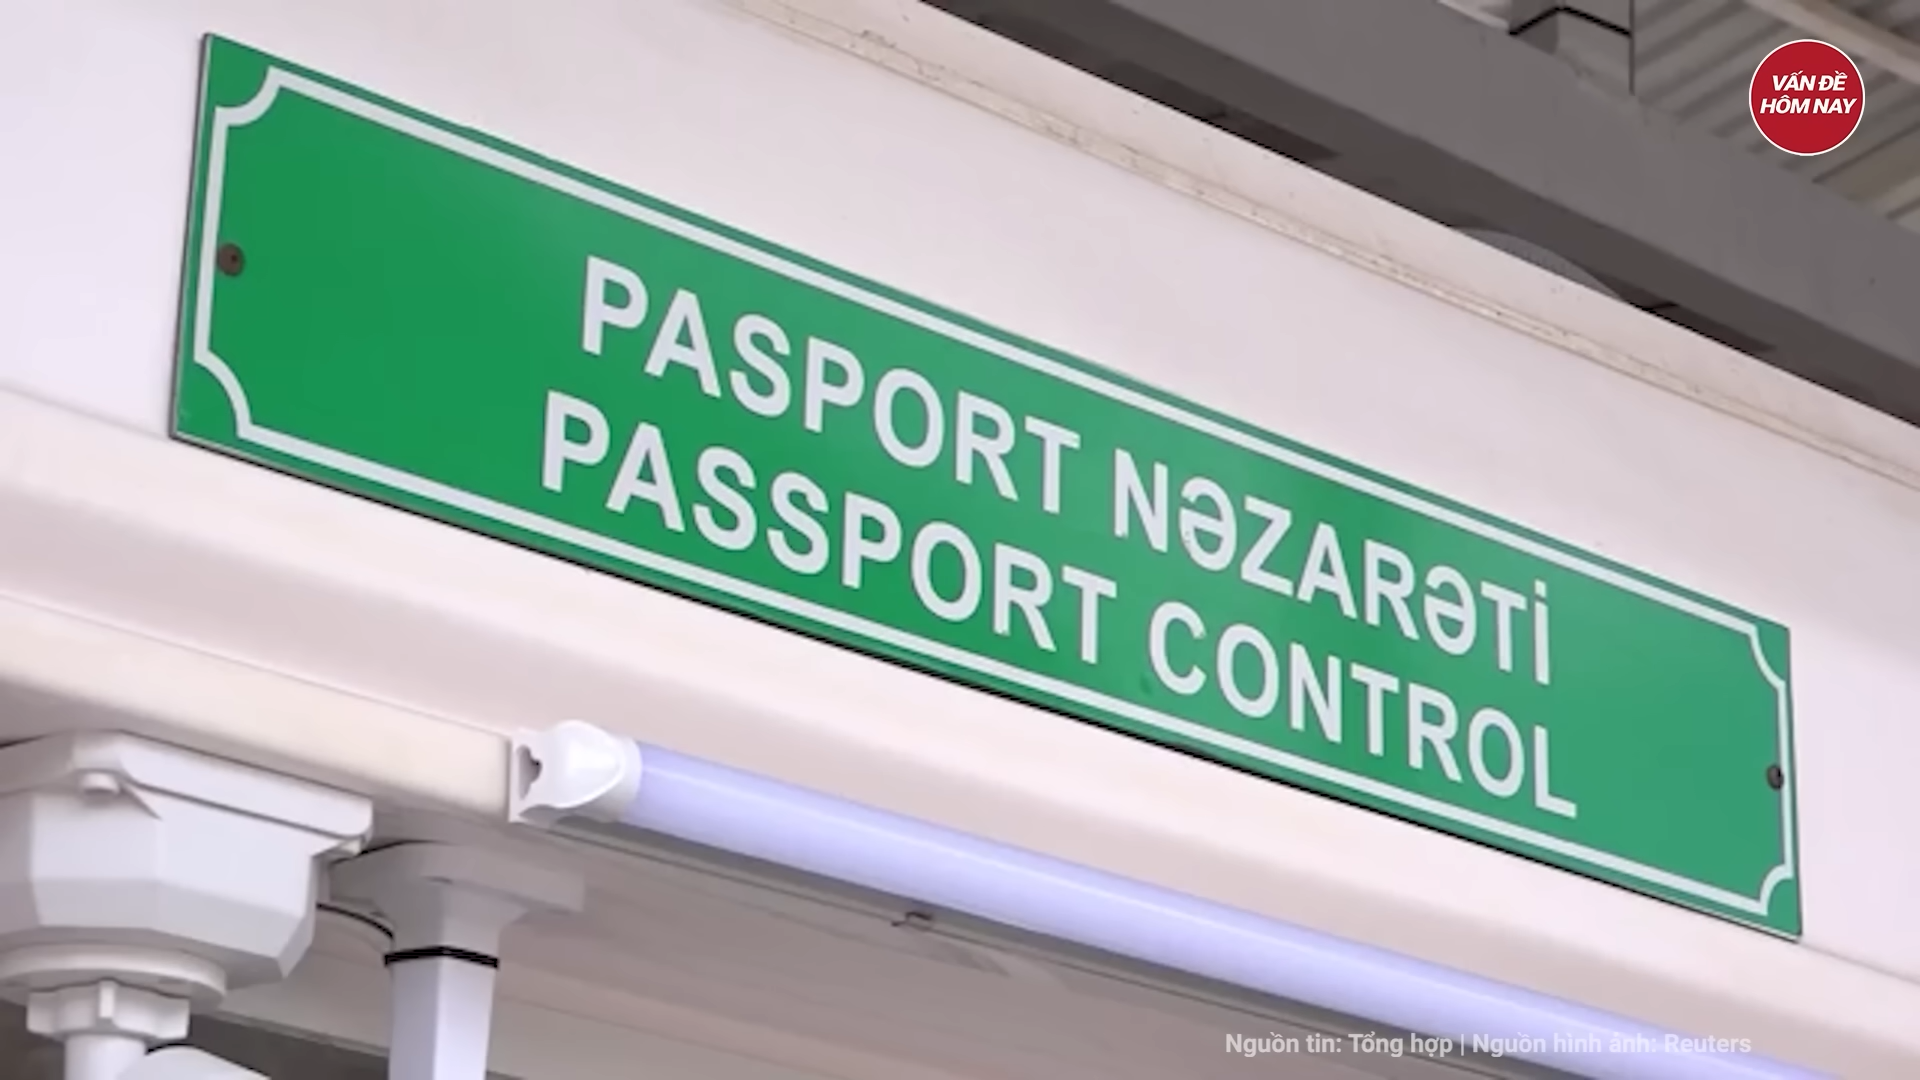 VẤN ĐỀ
HÔM NAY
PASPORT NƏZARƏTİ
PASSPORT CONTROL
Nguồn tin: Tổng hợp | Nguồn hình ảnh: Reuters